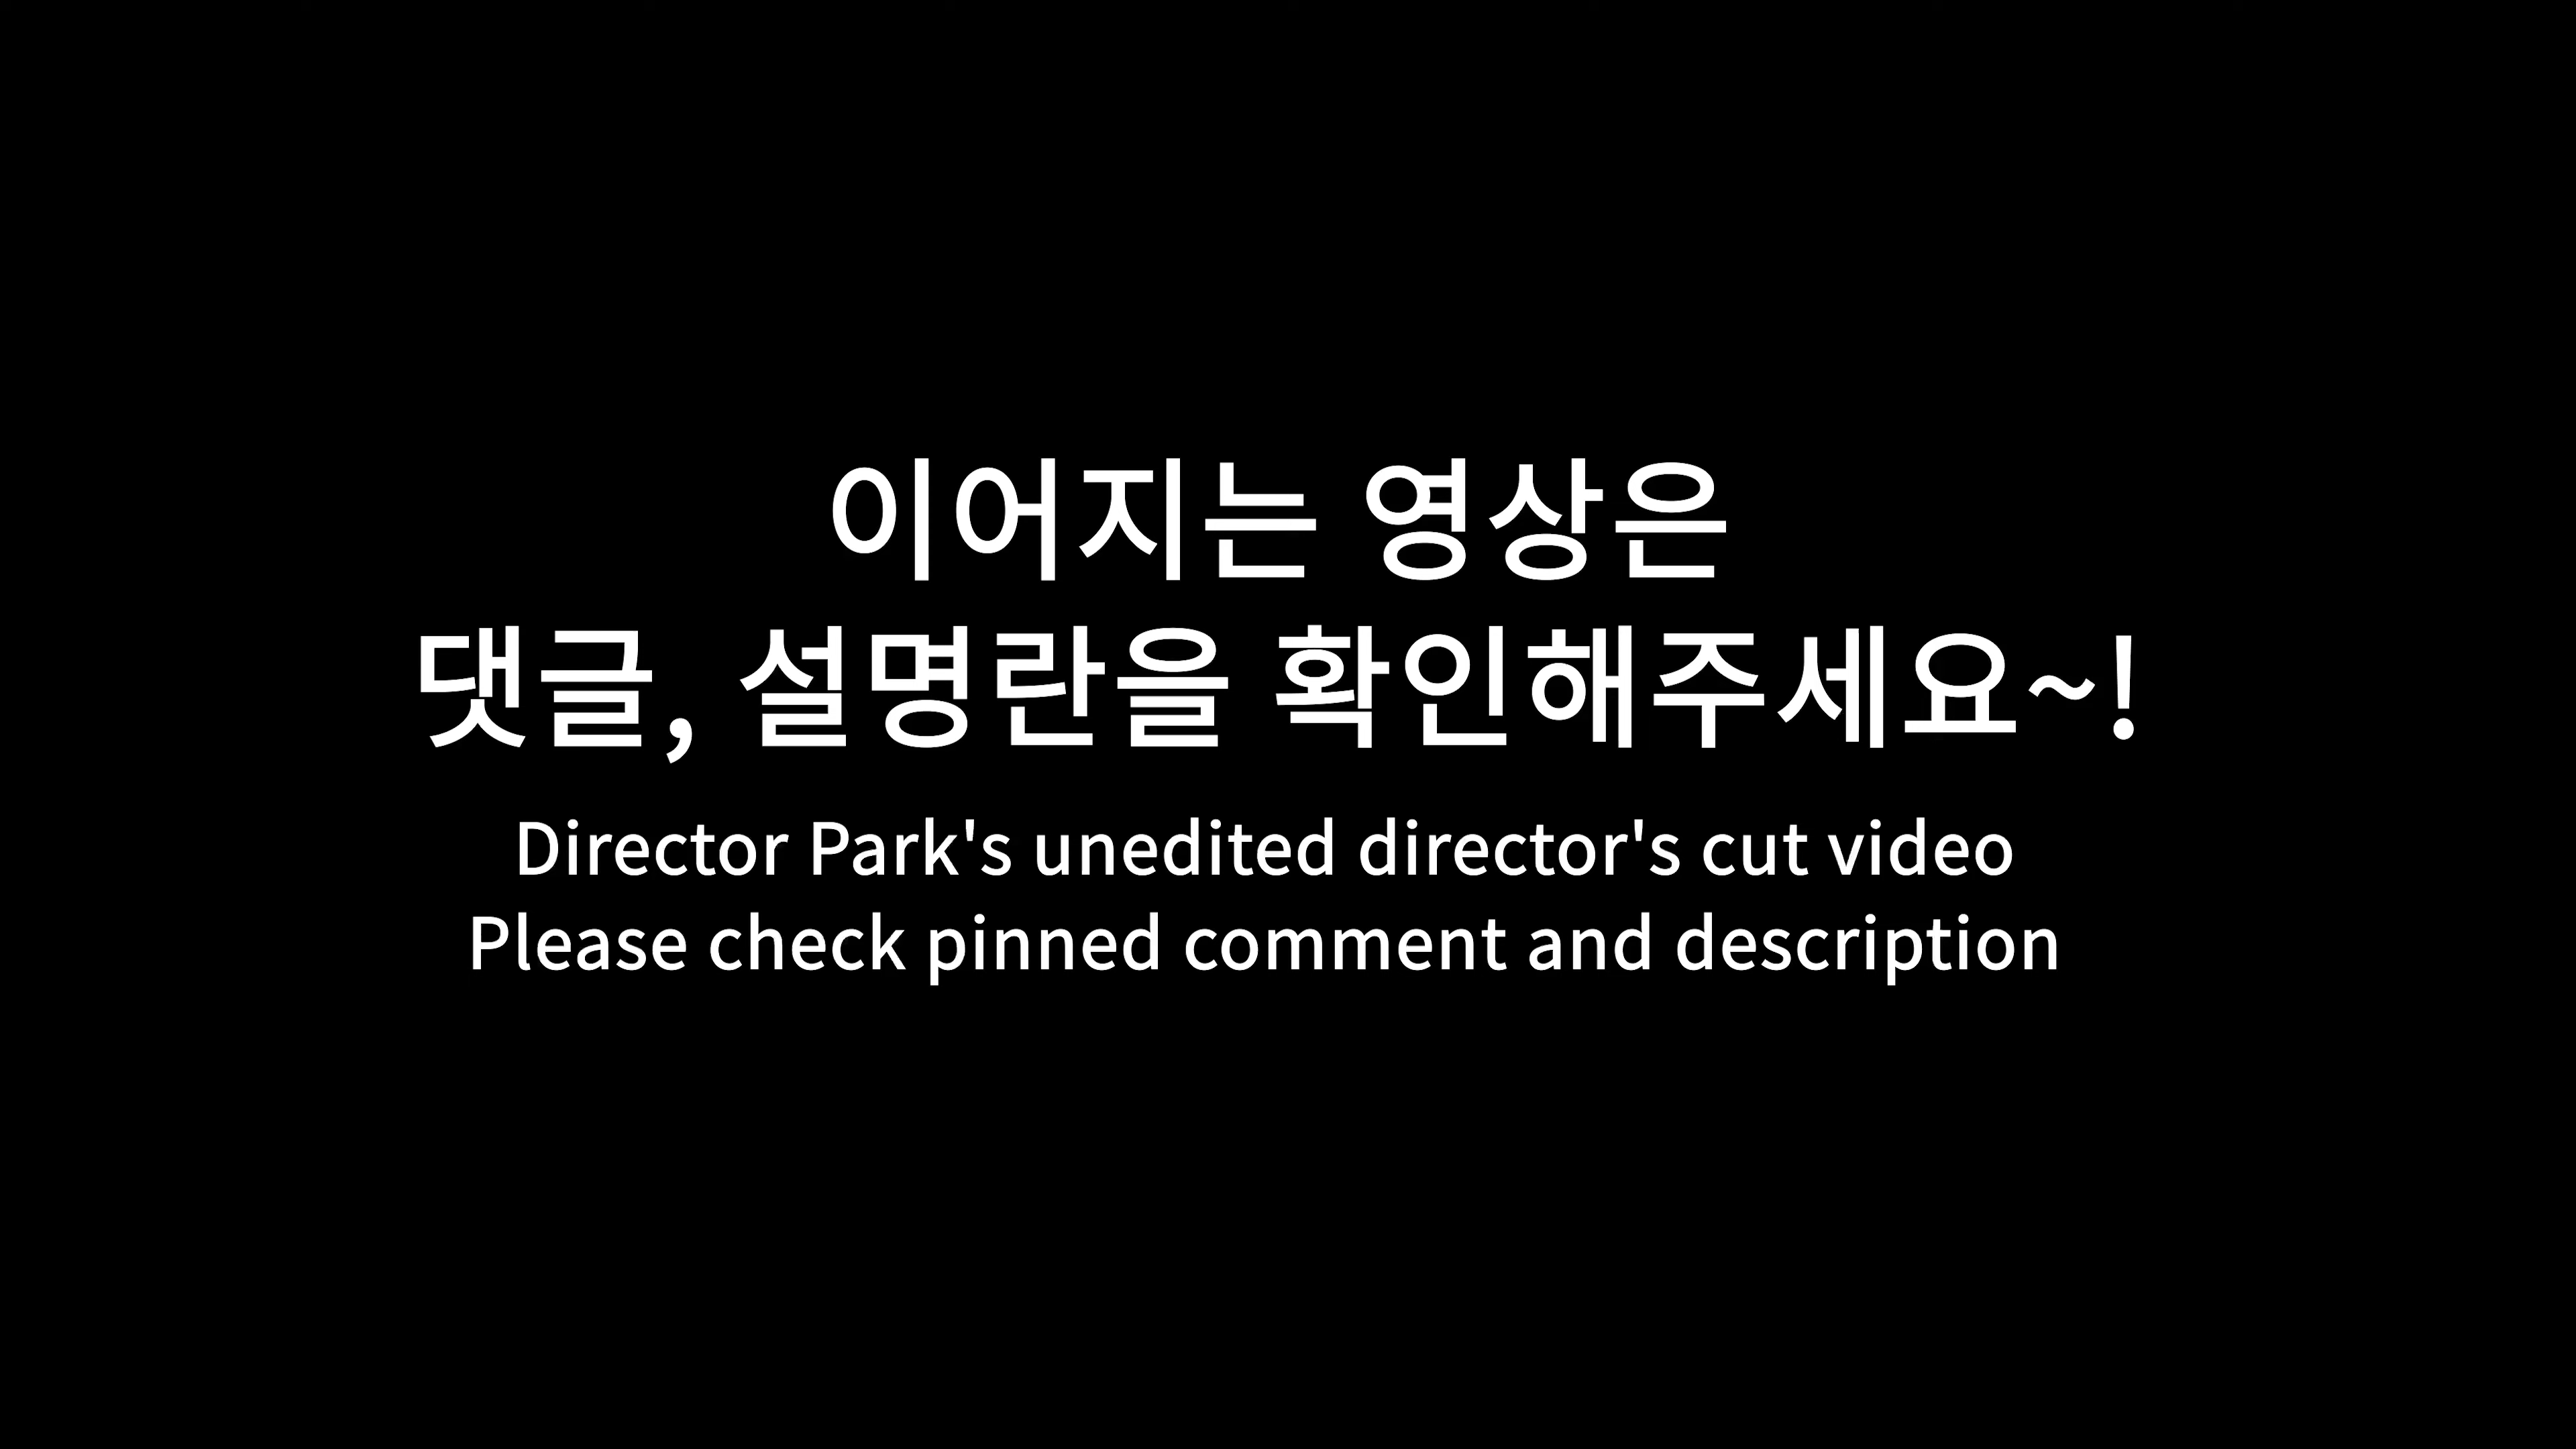 이어지는 영상은
댓글, 설명란을 확인해주세요~!
Director Park's unedited director's cut video
Please check pinned comment and description